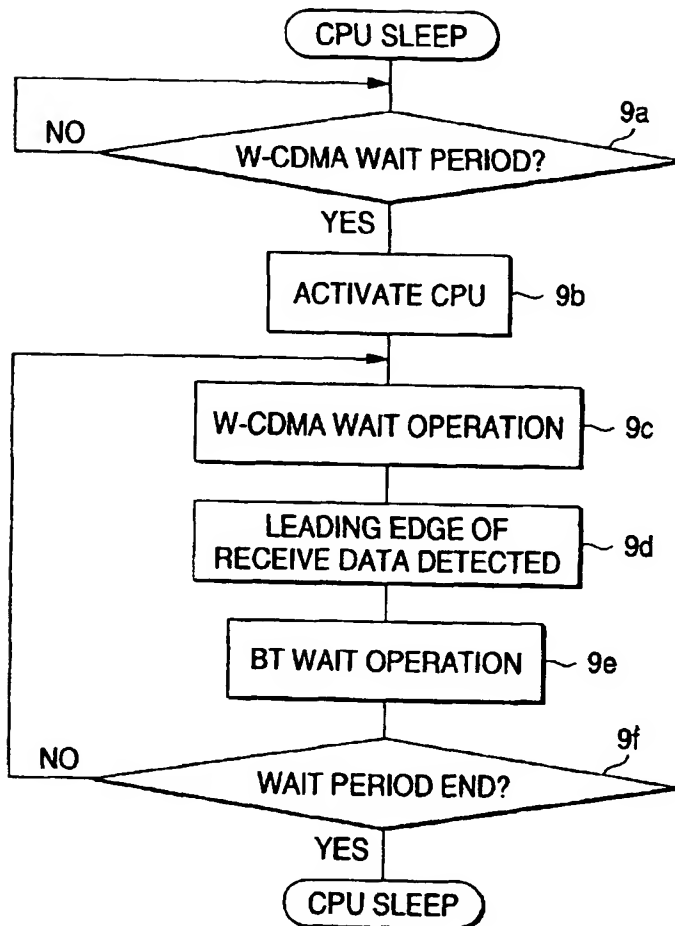 CPU SLEEP
9a
NO
W-CDMA WAIT PERIOD?
YES
ACTIVATE CPU
9b
W-CDMA WAIT OPERATION
9c
LEADING EDGE OF
RECEIVE DATA DETECTED
9d
BT WAIT OPERATION
9e
9f
NO
WAIT PERIOD END?
YES
CPU SLEEP